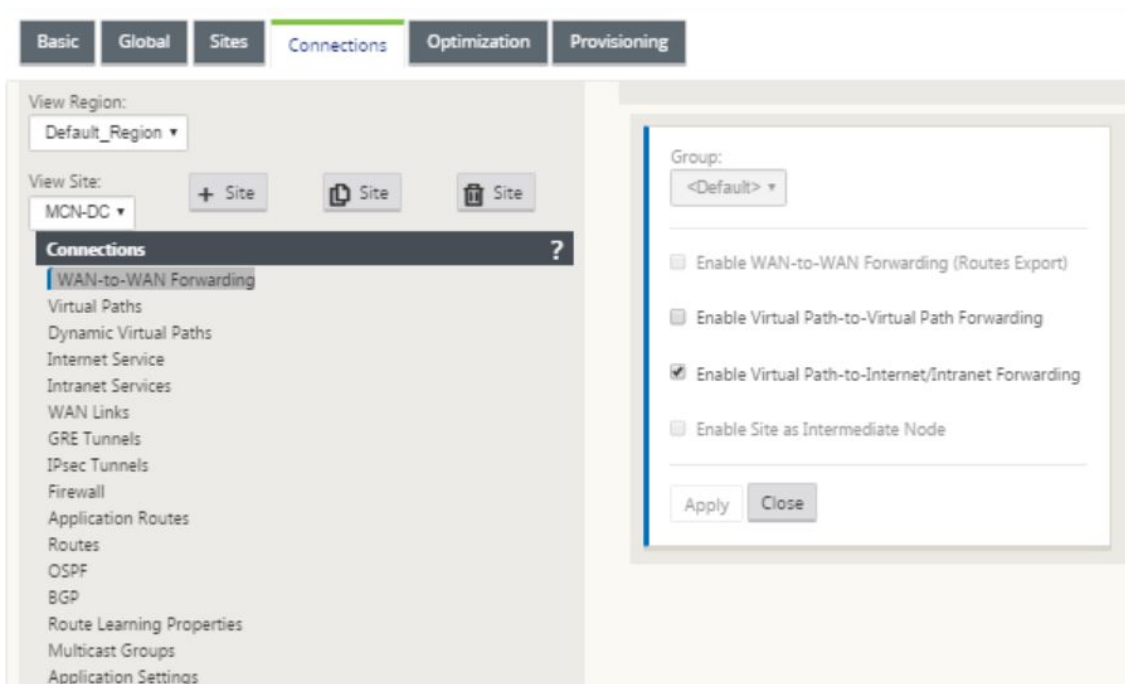 Basic Global Sites Connections Optimization Provisioning
View Region:
Default_Region
View Site:
MCN-DC
+ Site
Site
Site
Connections ?
WAN-to-WAN Forwarding
Virtual Paths
Dynamic Virtual Paths
Internet Service
Intranet Services
WAN Links
GRE Tunnels
IPsec Tunnels
Firewall
Application Routes
Routes
OSPF
BGP
Route Learning Properties
Multicast Groups
Application Settings
Group:
<Default>
Enable WAN-to-WAN Forwarding (Routes Export)
Enable Virtual Path-to-Virtual Path Forwarding
Enable Virtual Path-to-Internet/Intranet Forwarding
Enable Site as Intermediate Node
Apply Close